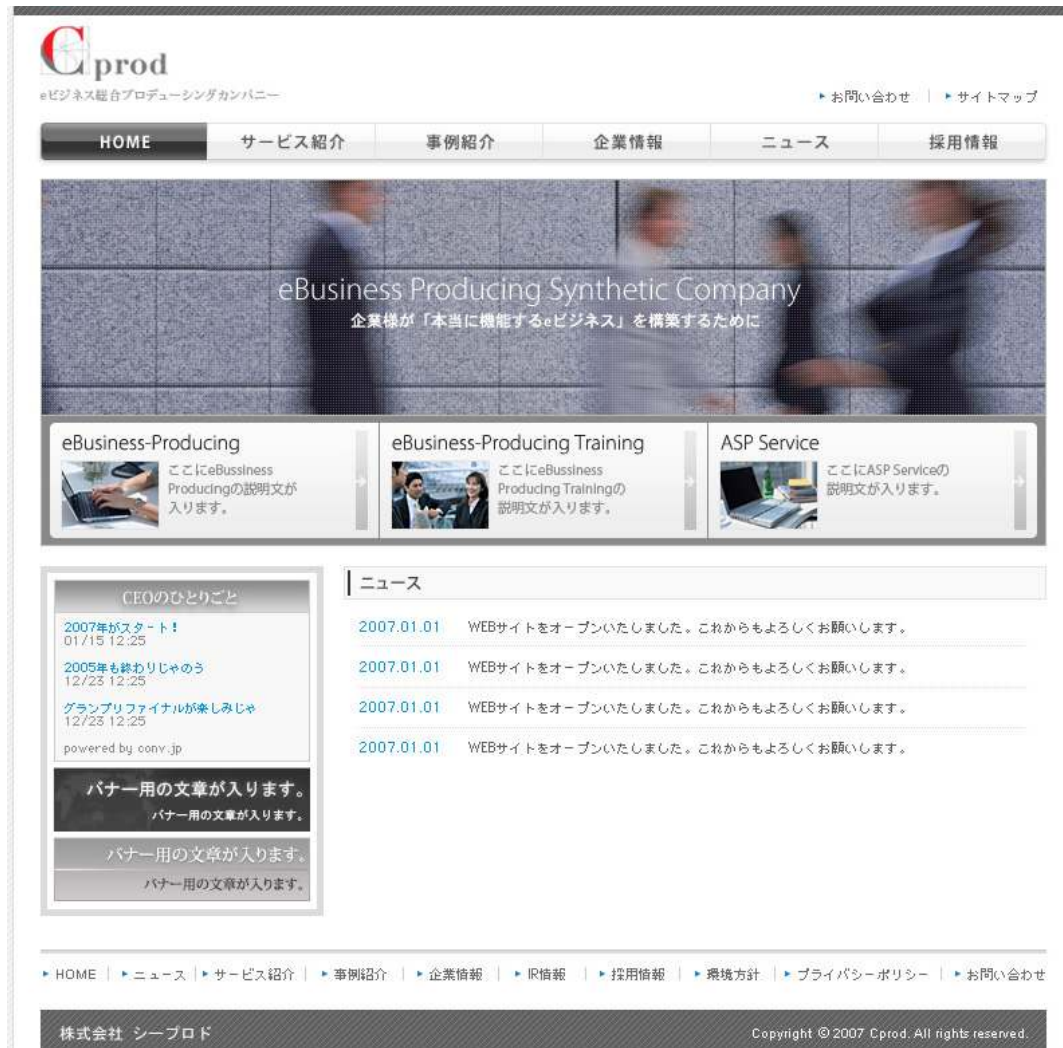 Cprod
eビジネス総合プロデューシングカンパニー
お問い合わせ サイトマップ
HOME サービス紹介 事例紹介 企業情報 ニュース 採用情報
eBusiness Producing Synthetic Company
企業様が「本当に機能するeビジネス」を構築するために
eBusiness-Producing
ここにeBussiness
Producingの説明文が
入ります。
eBusiness-Producing Training
ここにeBussiness
Producing Trainingの
説明文が入ります。
ASP Service
ここにASP Serviceの
説明文が入ります。
CEOのひとりごと
2007年がスタート!
01/15 12:25
2005年も終わりじゃのう
12/23 12:25
グランプリファイナルが楽しみじゃ
12/23 12:25
powered by conv.jp
バナー用の文章が入ります。
バナー用の文章が入ります。
バナー用の文章が入ります。
バナー用の文章が入ります。
ニュース
2007.01.01 WEBサイトをオープンいたしました。これからもよろしくお願いします。
2007.01.01 WEBサイトをオープンいたしました。これからもよろしくお願いします。
2007.01.01 WEBサイトをオープンいたしました。これからもよろしくお願いします。
2007.01.01 WEBサイトをオープンいたしました。これからもよろしくお願いします。
HOME ニュース サービス紹介 事例紹介 企業情報 IR情報 採用情報 環境方針 プライバシーポリシー お問い合わせ
株式会社 シープロド Copyright © 2007 Cprod. All rights reserved.